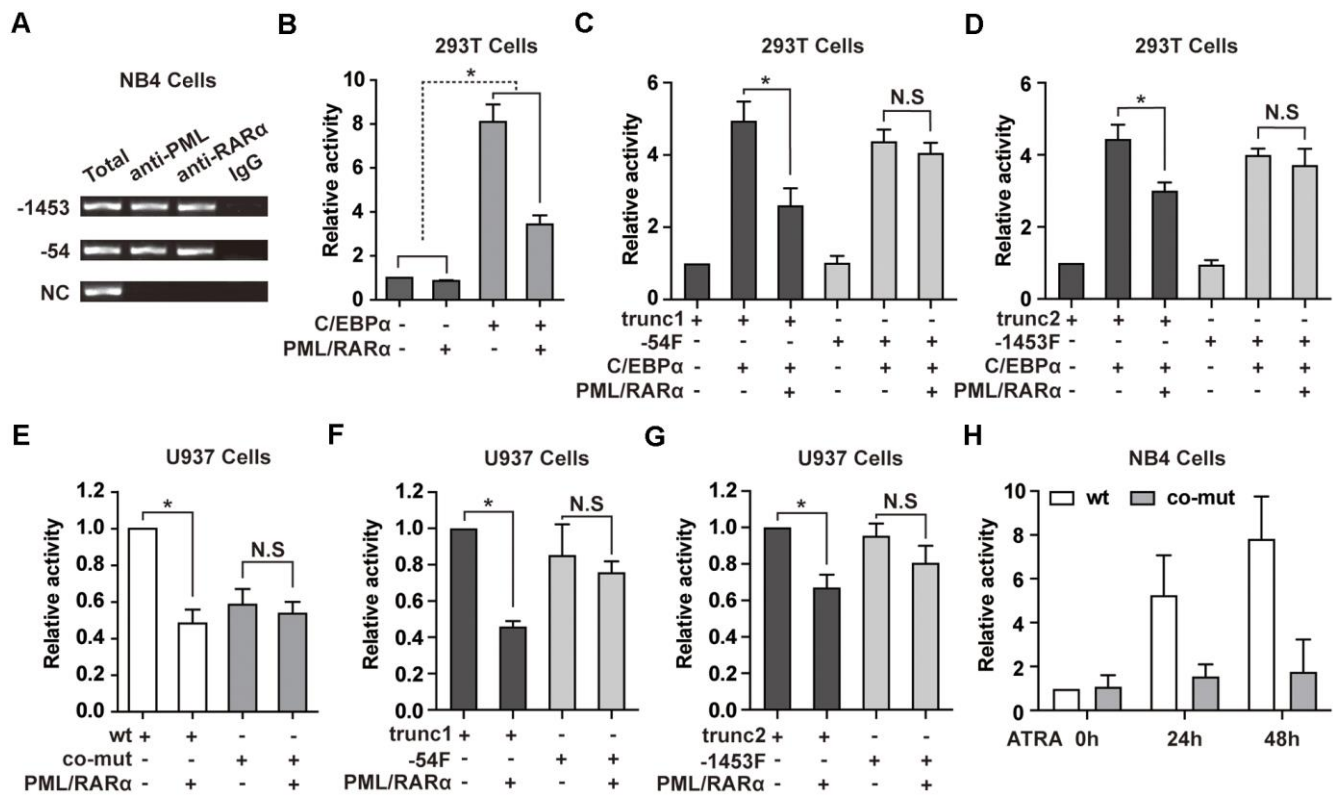 A
NB4 Cells
Total anti-PML anti-RARα IgG
-1453
-54
NC
B
293T Cells
Relative activity
10
8
6
4
2
0
*
C/EBPα - - + +
PML/RARα - + - +
C
293T Cells
Relative activity
6
4
2
0
*
N.S
trunc1 + + + - - -
-54F - - - + + +
C/EBPα - + + - + +
PML/RARα - - + - - +
D
293T Cells
Relative activity
6
4
2
0
*
N.S
trunc2 + + + - - -
-1453F - - - + + +
C/EBPα - + + - + +
PML/RARα - - + - - +
E
U937 Cells
Relative activity
1.2
1.0
0.8
0.6
0.4
0.2
0.0
*
N.S
wt + + - -
co-mut - - + +
PML/RARα - + - +
F
U937 Cells
Relative activity
1.2
1.0
0.8
0.6
0.4
0.2
0.0
*
N.S
trunc1 + + - -
-54F - - + +
PML/RARα - + - +
G
U937 Cells
Relative activity
1.2
1.0
0.8
0.6
0.4
0.2
0.0
*
N.S
trunc2 + + - -
-1453F - - + +
PML/RARα - + - +
H
NB4 Cells
Relative activity
10
8
6
4
2
0
wt co-mut
ATRA 0h 24h 48h